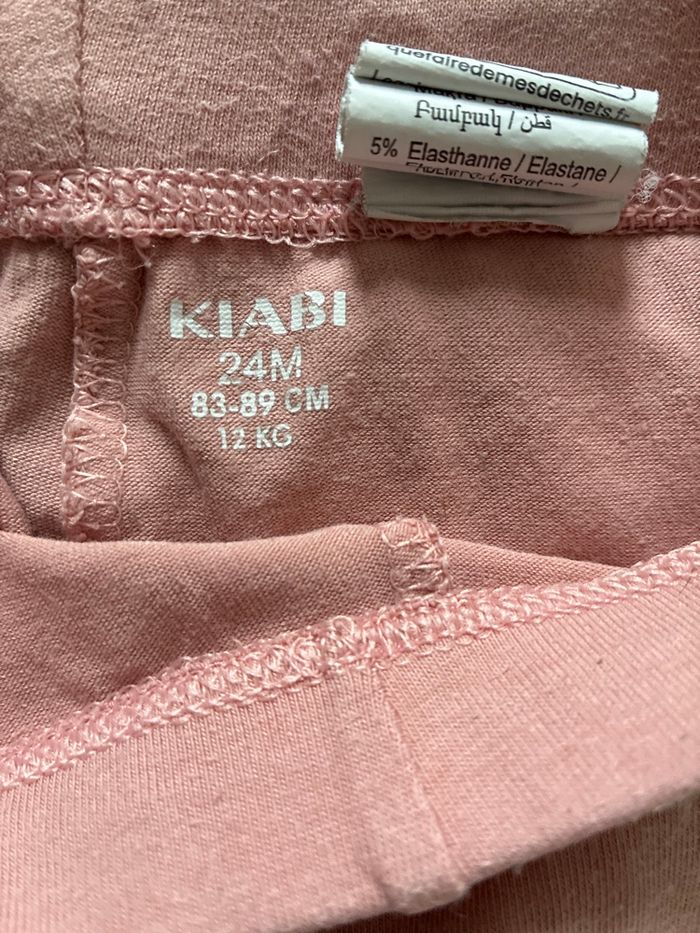 quefairedemesdechets.fr
Բամբակ / قطن
5% Elasthanne / Elastane /
KIABI
24M
83-89 CM
12 KG